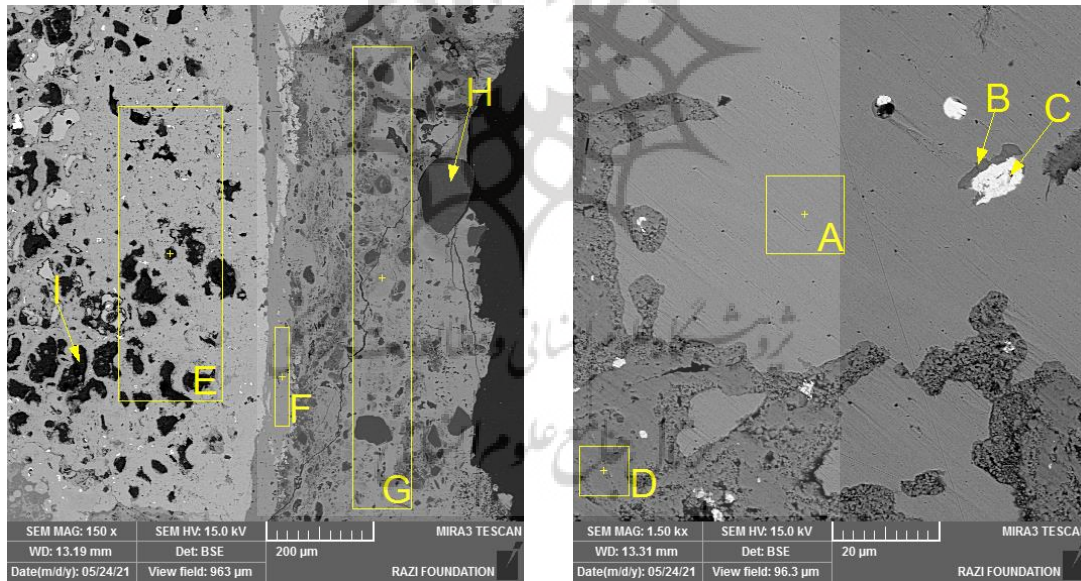 H
E
I
F
G
SEM MAG: 150 x
SEM HV: 15.0 kV
MIRA3 TESCAN
WD: 13.19 mm
Det: BSE
200 µm
Date(m/d/y): 05/24/21
View field: 963 µm
RAZI FOUNDATION
B
C
A
D
SEM MAG: 1.50 kx
SEM HV: 15.0 kV
MIRA3 TESCAN
WD: 13.31 mm
Det: BSE
20 µm
Date(m/d/y): 05/24/21
View field: 96.3 µm
RAZI FOUNDATION